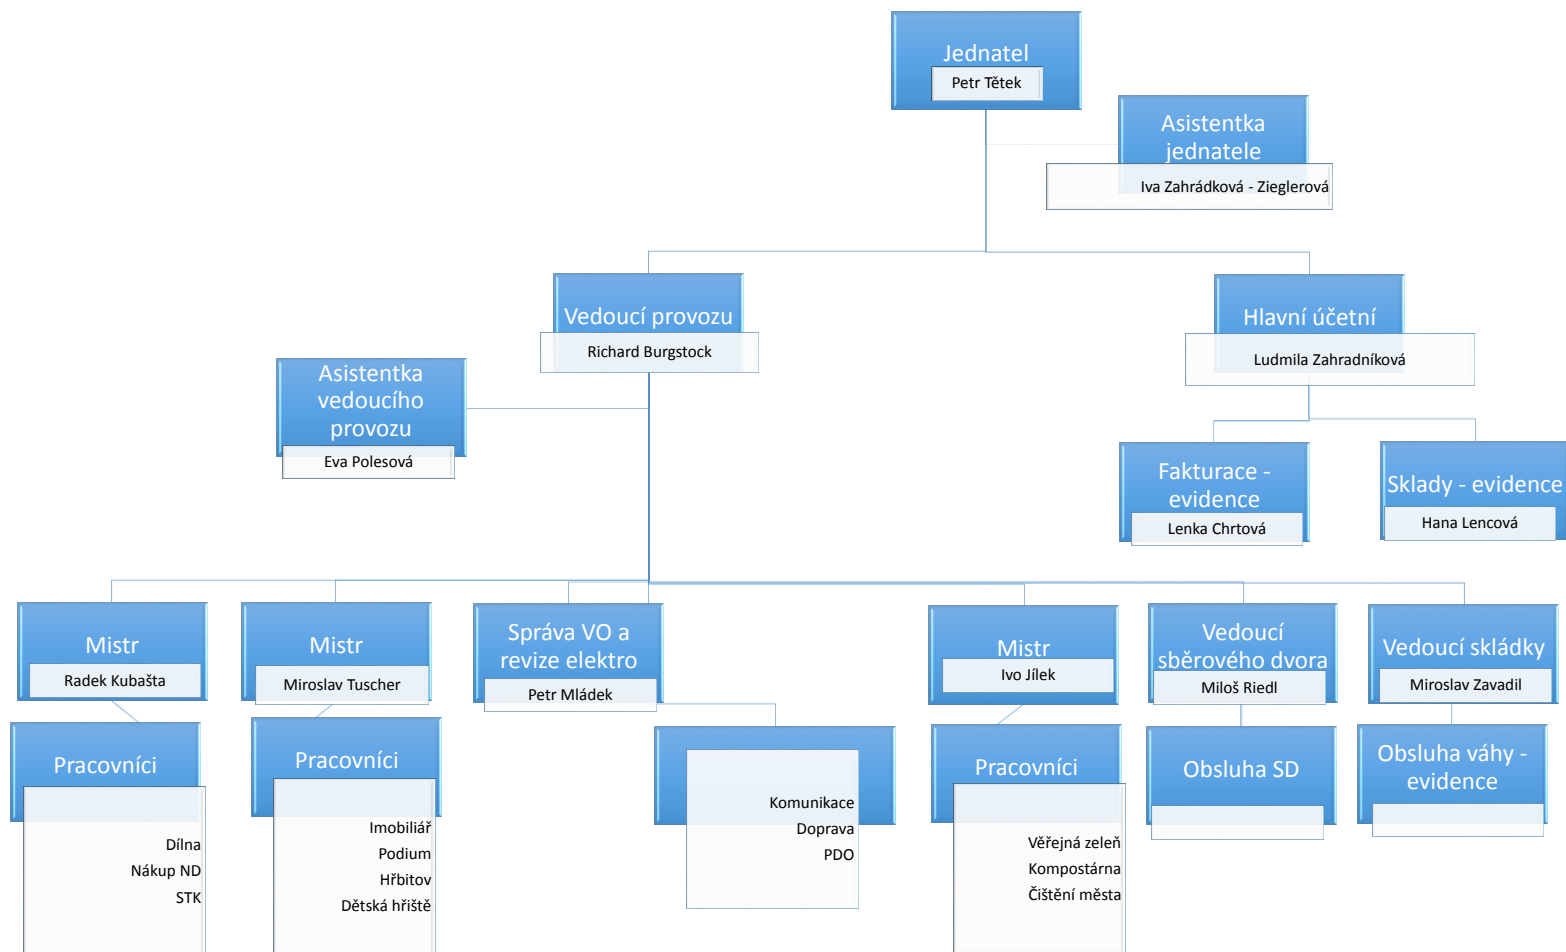 Jednatel
Petr Tětek
Asistentka
jednatele
Iva Zahrádková - Zieglerová
Vedoucí provozu
Richard Burgstock
Hlavní účetní
Ludmila Zahradníková
Asistentka
vedoucího
provozu
Eva Polesová
Fakturace -
evidence
Lenka Chrtová
Sklady - evidence
Hana Lencová
Mistr
Radek Kubašta
Mistr
Miroslav Tuscher
Správa VO a
revize elektro
Petr Mládek
Mistr
Ivo Jílek
Vedoucí
sběrového dvora
Miloš Riedl
Vedoucí skládky
Miroslav Zavadil
Pracovníci
Dílna
Nákup ND
STK
Pracovníci
Imobiliář
Podium
Hřbitov
Dětská hřiště
Komunikace
Doprava
PDO
Pracovníci
Věřejná zeleň
Kompostárna
Čištění města
Obsluha SD
Obsluha váhy -
evidence